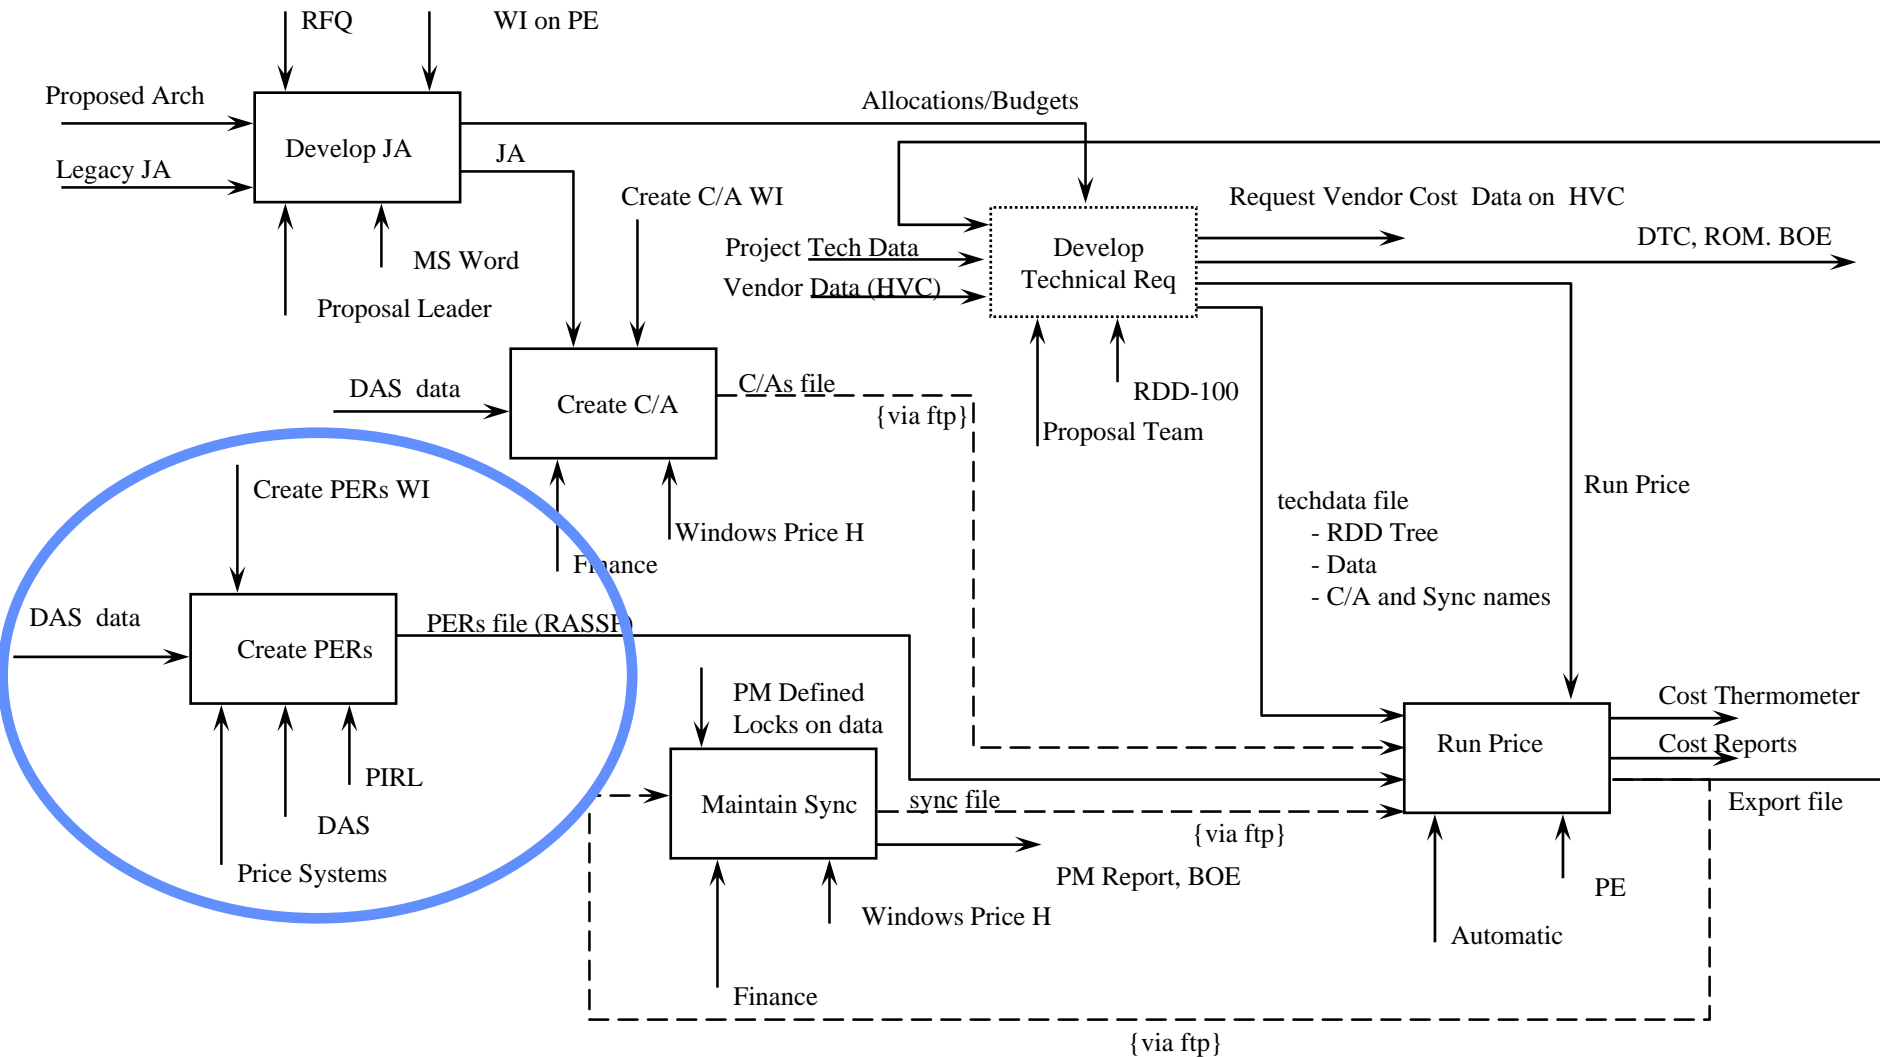 RFQ
WI on PE
Proposed Arch
Allocations/Budgets
Develop JA
JA
Legacy JA
Create C/A WI
Request Vendor Cost  Data on  HVC
Project Tech Data
Develop
Technical Req
DTC, ROM. BOE
MS Word
Vendor Data (HVC)
Proposal Leader
DAS  data
C/As file
Create C/A
{via ftp}
RDD-100
Proposal Team
Create PERs WI
Run Price
techdata file
- RDD Tree
- Data
- C/A and Sync names
Windows Price H
Finance
DAS  data
PERs file (RASSP)
Create PERs
PM Defined
Locks on data
Cost Thermometer
Run Price
Cost Reports
PIRL
Maintain Sync
sync file
Export file
DAS
{via ftp}
Price Systems
PM Report, BOE
PE
Windows Price H
Automatic
Finance
{via ftp}